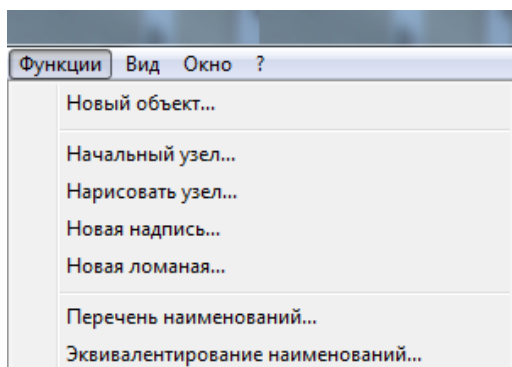 Функции Вид Окно ?
Новый объект...
Начальный узел...
Нарисовать узел...
Новая надпись...
Новая ломаная...
Перечень наименований...
Эквивалентирование наименований...